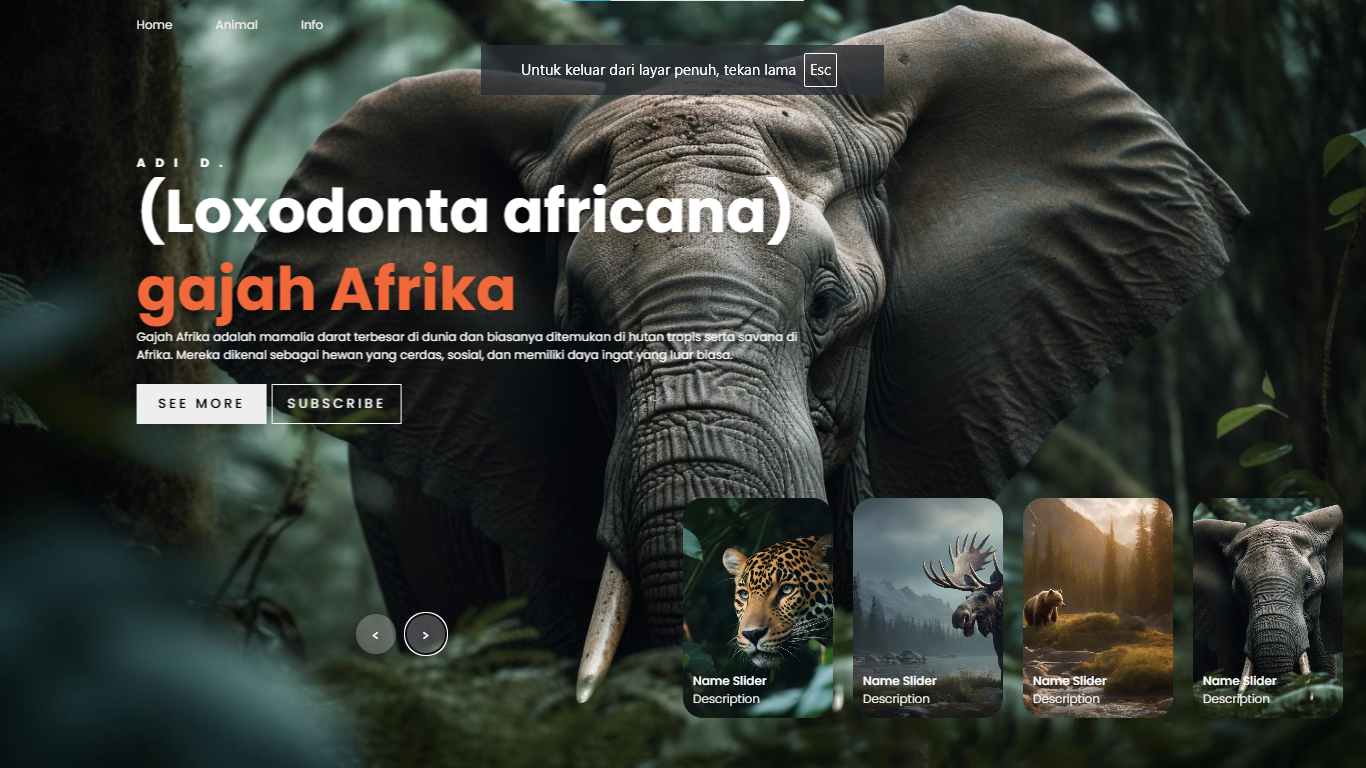 Home Animal Info
Untuk keluar dari layar penuh, tekan lama Esc
ADI D.
(Loxodonta africana)
gajah Afrika
Gajah Afrika adalah mamalia darat terbesar di dunia dan biasanya ditemukan di hutan tropis serta savana di
Afrika. Mereka dikenal sebagai hewan yang cerdas, sosial, dan memiliki daya ingat yang luar biasa.
SEE MORE SUBSCRIBE
< >
Name Slider Name Slider Name Slider Name Slider
Description Description Description Description